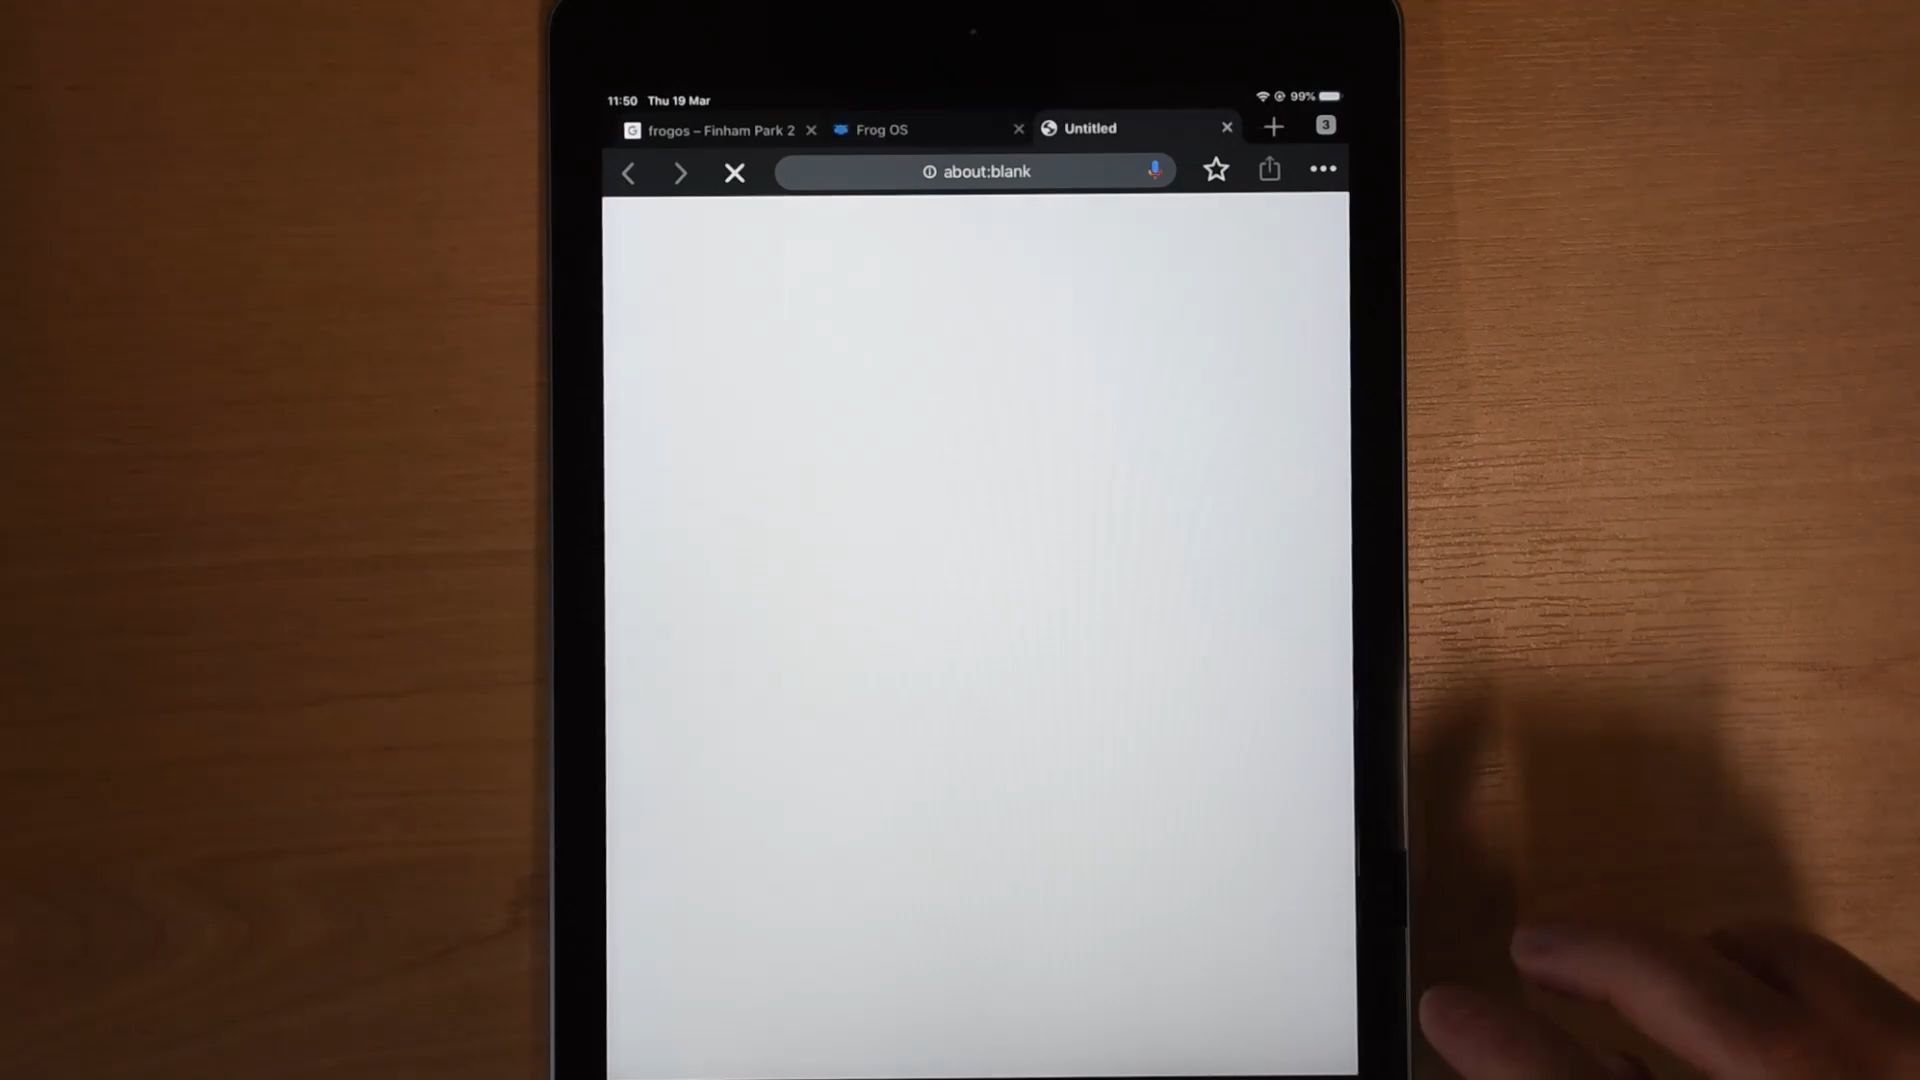 11:50 Thu 19 Mar
99%
frogos – Finham Park 2
Frog OS
Untitled
3
about:blank